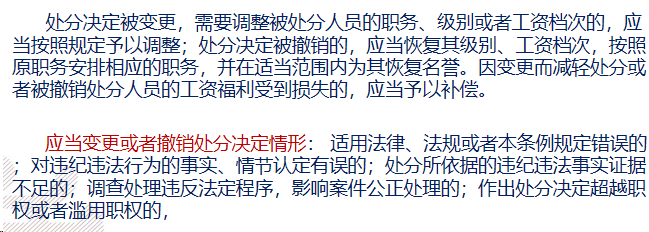 处分决定被变更，需要调整被处分人员的职务、级别或者工资档次的，应
当按照规定予以调整；处分决定被撤销的，应当恢复其级别、工资档次，按照
原职务安排相应的职务，并在适当范围内为其恢复名誉。因变更而减轻处分或
者被撤销处分人员的工资福利受到损失的，应当予以补偿。
应当变更或者撤销处分决定情形： 适用法律、法规或者本条例规定错误的
；对违纪违法行为的事实、情节认定有误的；处分所依据的违纪违法事实证据
不足的；调查处理违反法定程序，影响案件公正处理的；作出处分决定超越职
权或者滥用职权的，